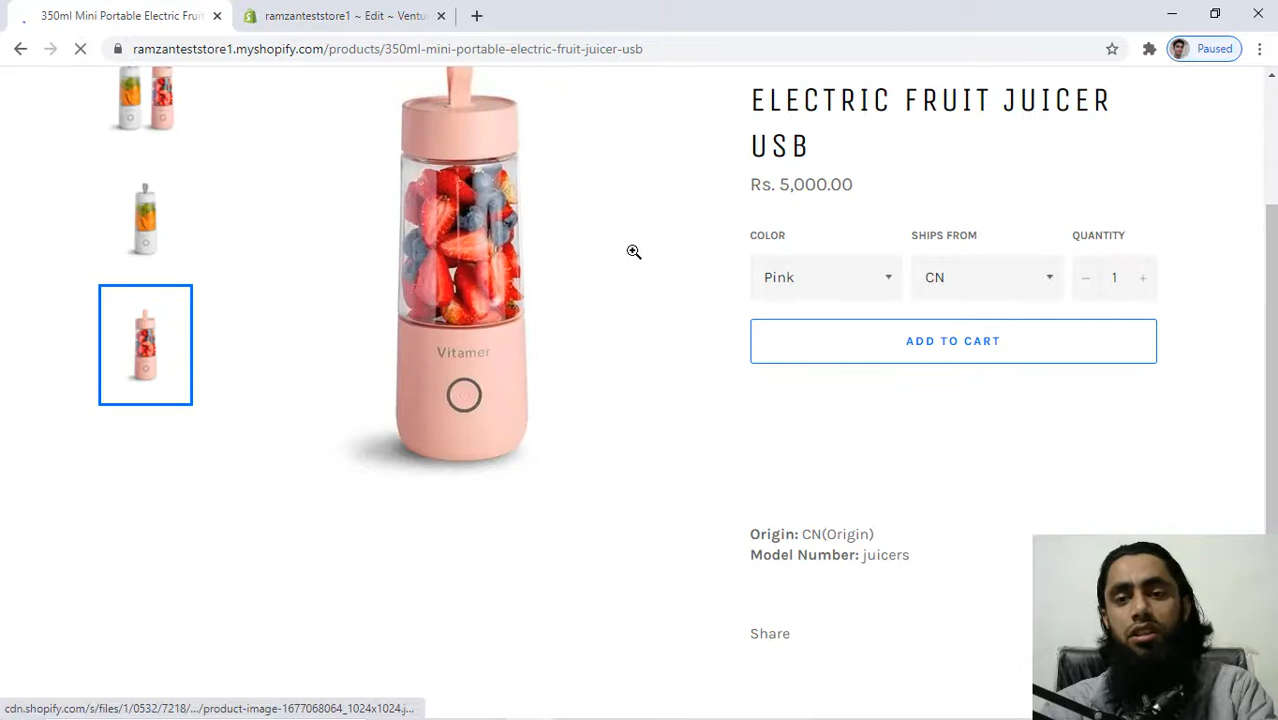 350ml Mini Portable Electric Frui
ramzanteststore1 ~ Edit ~ Ventu
ramzanteststore1.myshopify.com/products/350ml-mini-portable-electric-fruit-juicer-usb
Paused
ELECTRIC FRUIT JUICER
USB
Rs. 5,000.00
COLOR SHIPS FROM QUANTITY
Pink CN − 1 +
ADD TO CART
Vitamer
Origin: CN(Origin)
Model Number: juicers
Share
cdn.shopify.com/s/files/1/0532/7218/.../product-image-1677068064_1024x1024.j...